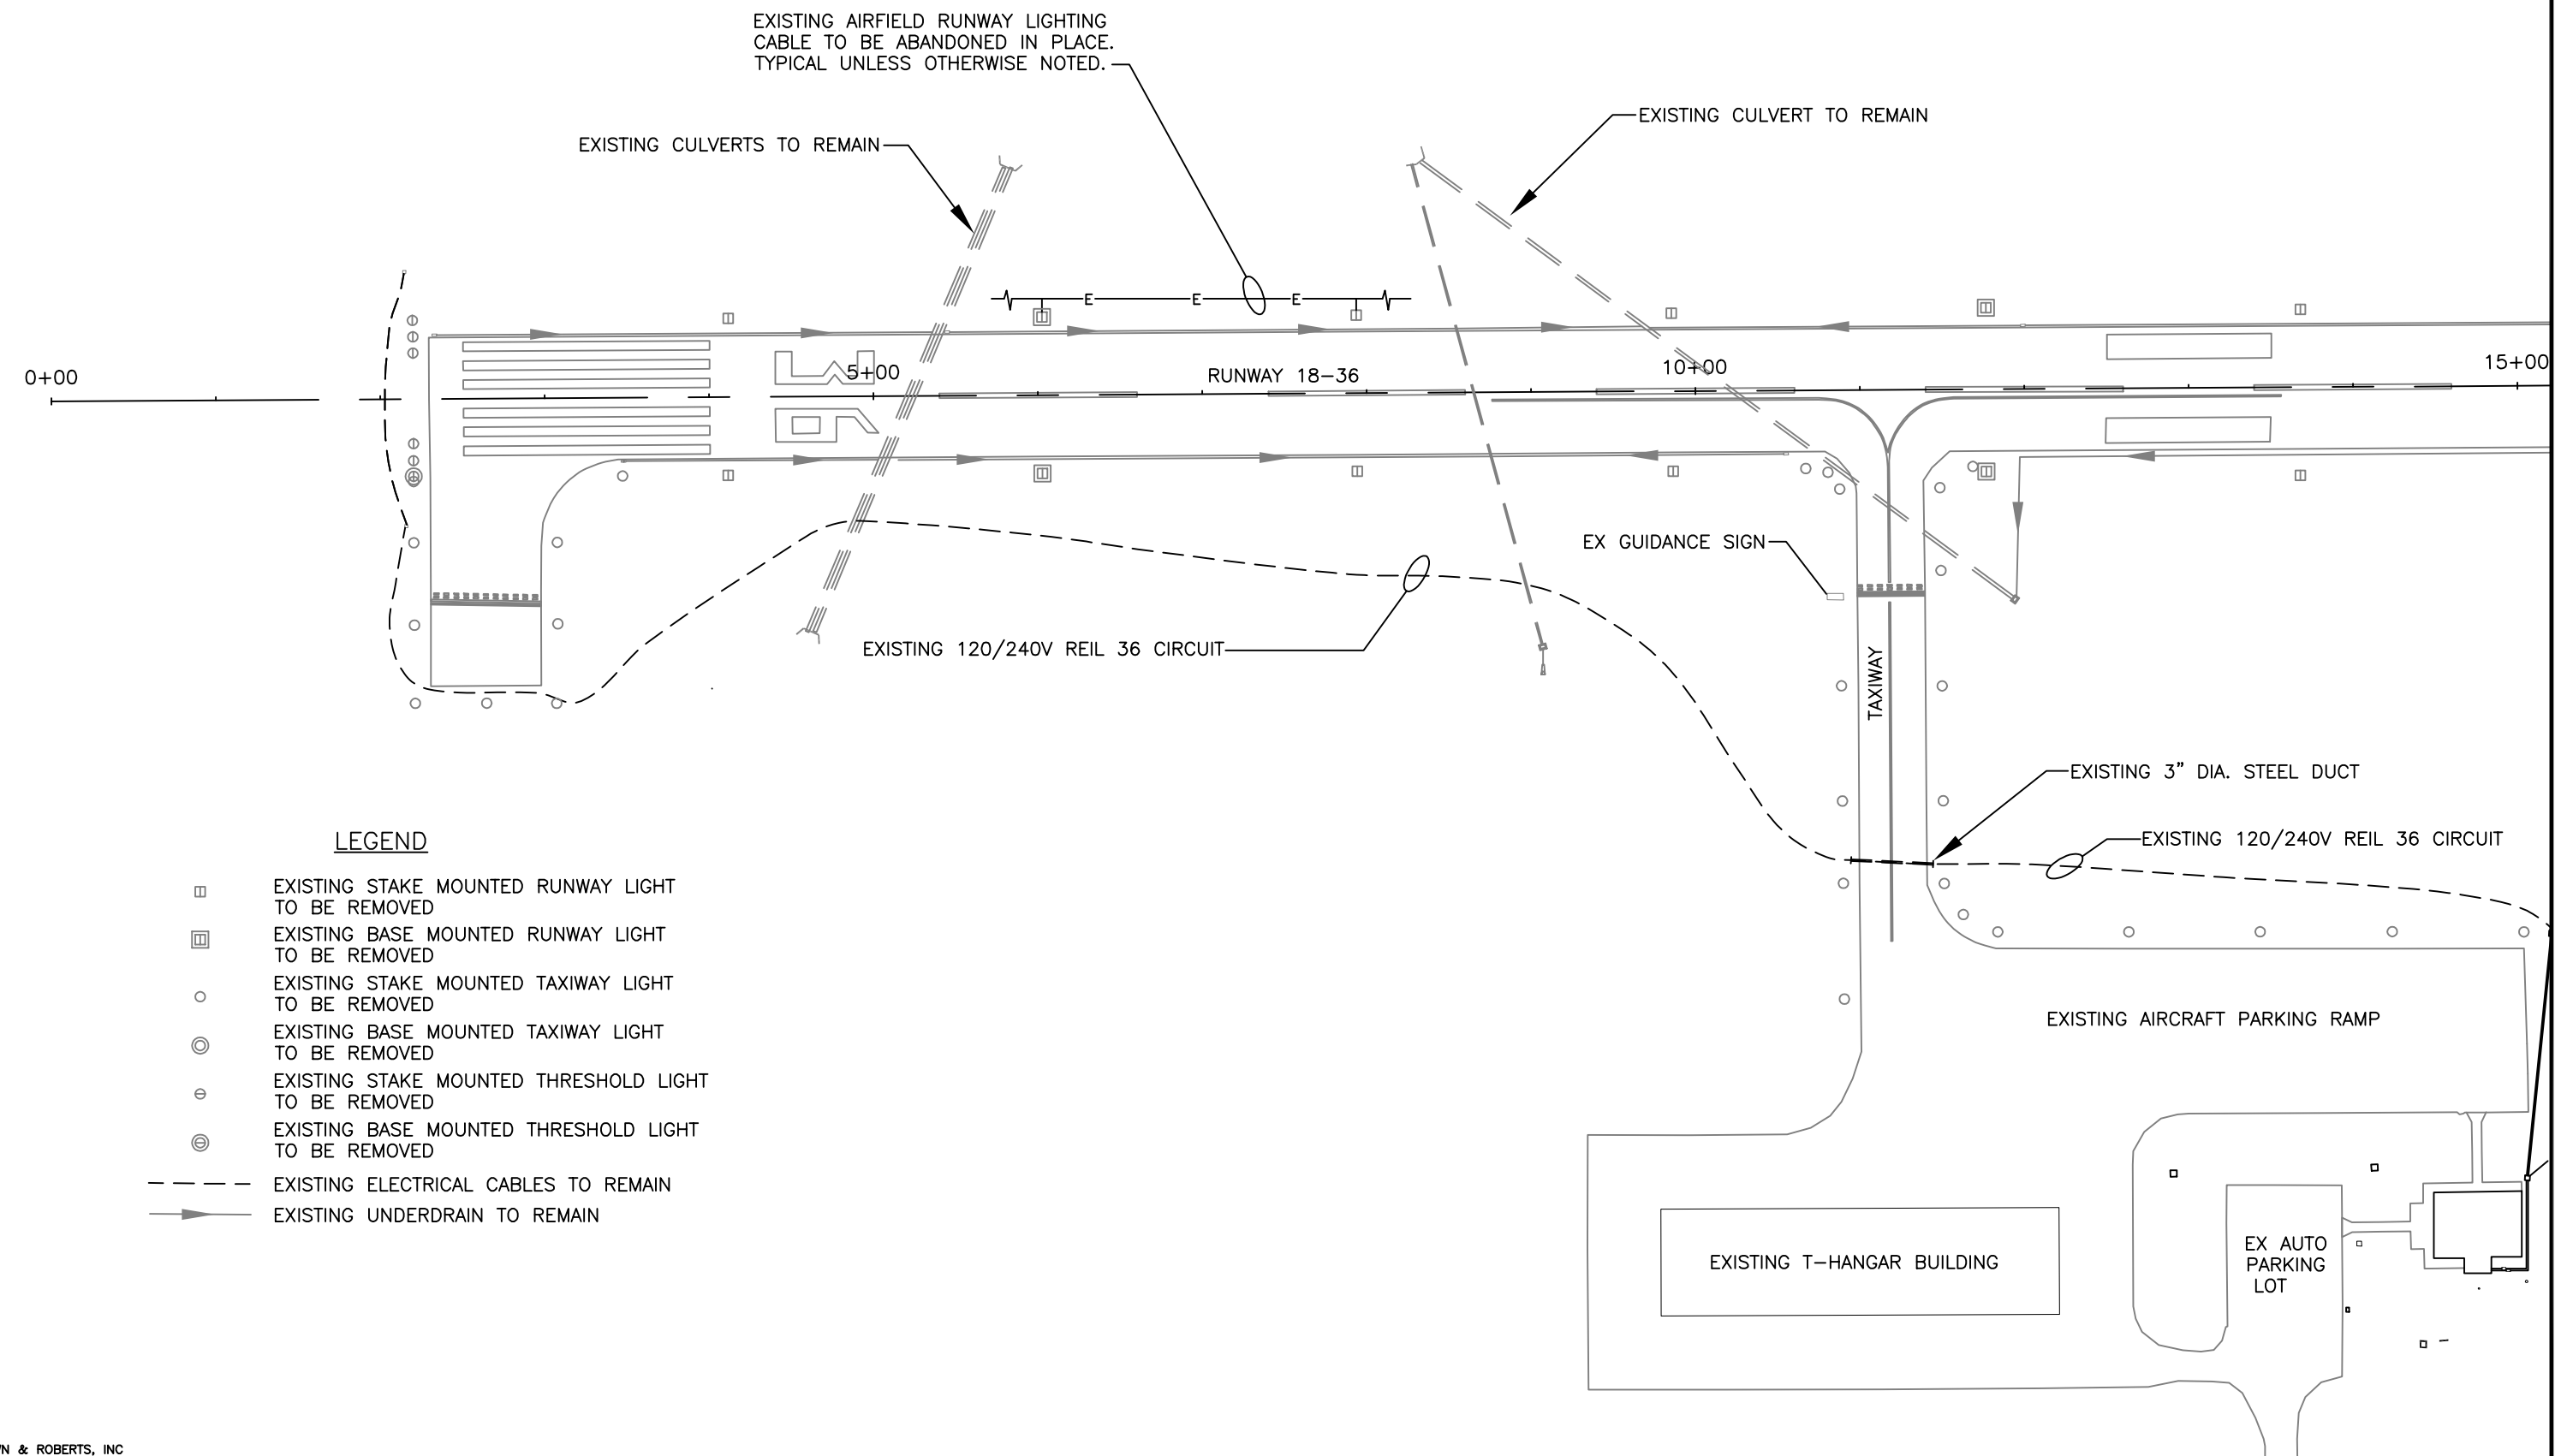 EXISTING AIRFIELD RUNWAY LIGHTING
CABLE TO BE ABANDONED IN PLACE.
TYPICAL UNLESS OTHERWISE NOTED.
EXISTING CULVERTS TO REMAIN
EXISTING CULVERT TO REMAIN
E
E
E
0+00
5+00
RUNWAY 18-36
10+00
15+00
EX GUIDANCE SIGN
EXISTING 120/240V REIL 36 CIRCUIT
TAXIWAY
EXISTING 3" DIA. STEEL DUCT
EXISTING 120/240V REIL 36 CIRCUIT
LEGEND
EXISTING STAKE MOUNTED RUNWAY LIGHT
TO BE REMOVED
EXISTING BASE MOUNTED RUNWAY LIGHT
TO BE REMOVED
EXISTING STAKE MOUNTED TAXIWAY LIGHT
TO BE REMOVED
EXISTING BASE MOUNTED TAXIWAY LIGHT
TO BE REMOVED
EXISTING STAKE MOUNTED THRESHOLD LIGHT
TO BE REMOVED
EXISTING BASE MOUNTED THRESHOLD LIGHT
TO BE REMOVED
EXISTING ELECTRICAL CABLES TO REMAIN
EXISTING UNDERDRAIN TO REMAIN
EXISTING AIRCRAFT PARKING RAMP
EXISTING T-HANGAR BUILDING
EX AUTO
PARKING
LOT
& ROBERTS, INC